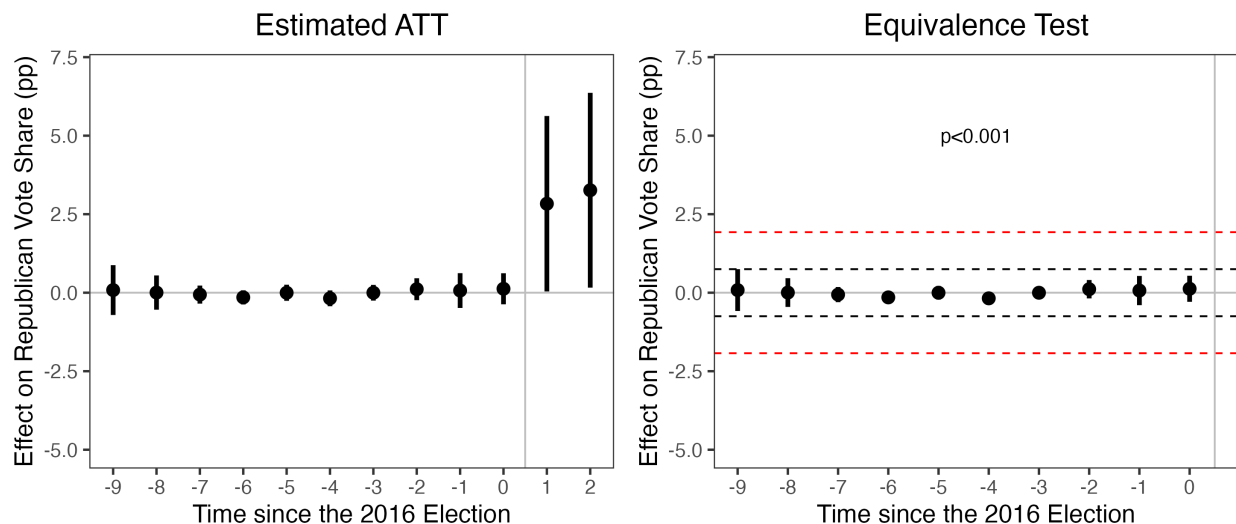 Estimated ATT
Effect on Republican Vote Share (pp)
7.5
5.0
2.5
0.0
-2.5
-5.0
-9 -8 -7 -6 -5 -4 -3 -2 -1 0 1 2
Time since the 2016 Election
Equivalence Test
Effect on Republican Vote Share (pp)
7.5
5.0
2.5
0.0
-2.5
-5.0
p<0.001
-9 -8 -7 -6 -5 -4 -3 -2 -1 0
Time since the 2016 Election